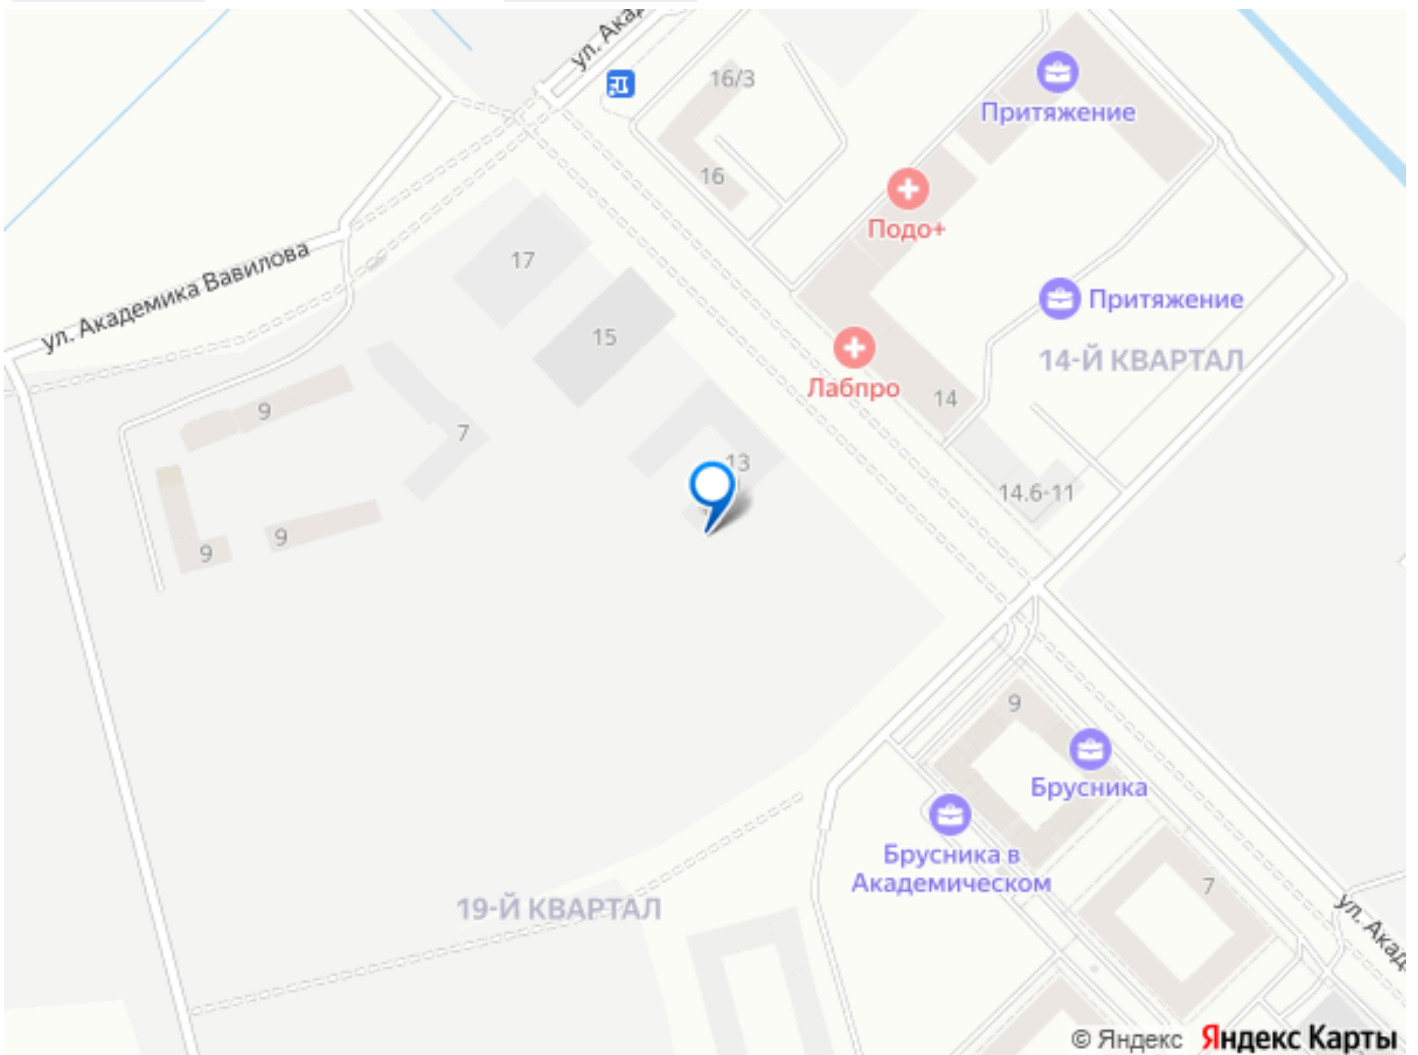 ул. Акад
16/3
Притяжение
16
Подо+
17
ул. Академика Вавилова
Притяжение
15
14-Й КВАРТАЛ
Лабпро
14
9
7
13
14.6-11
9
9
9
Брусника
Брусника в
Академическом
7
19-Й КВАРТАЛ
ул. Акад
© Яндекс Яндекс Карты